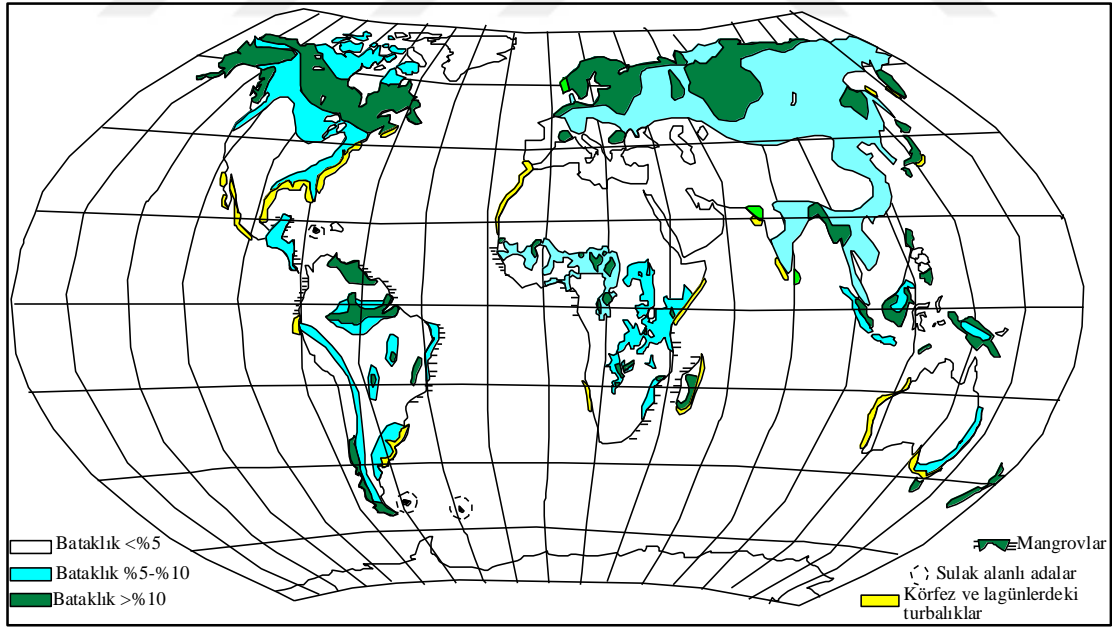 Bataklık <%5
Bataklık %5-%10
Bataklık >%10
Mangrovlar
Sulak alanlı adalar
Körfez ve lagünlerdeki
turbalıklar